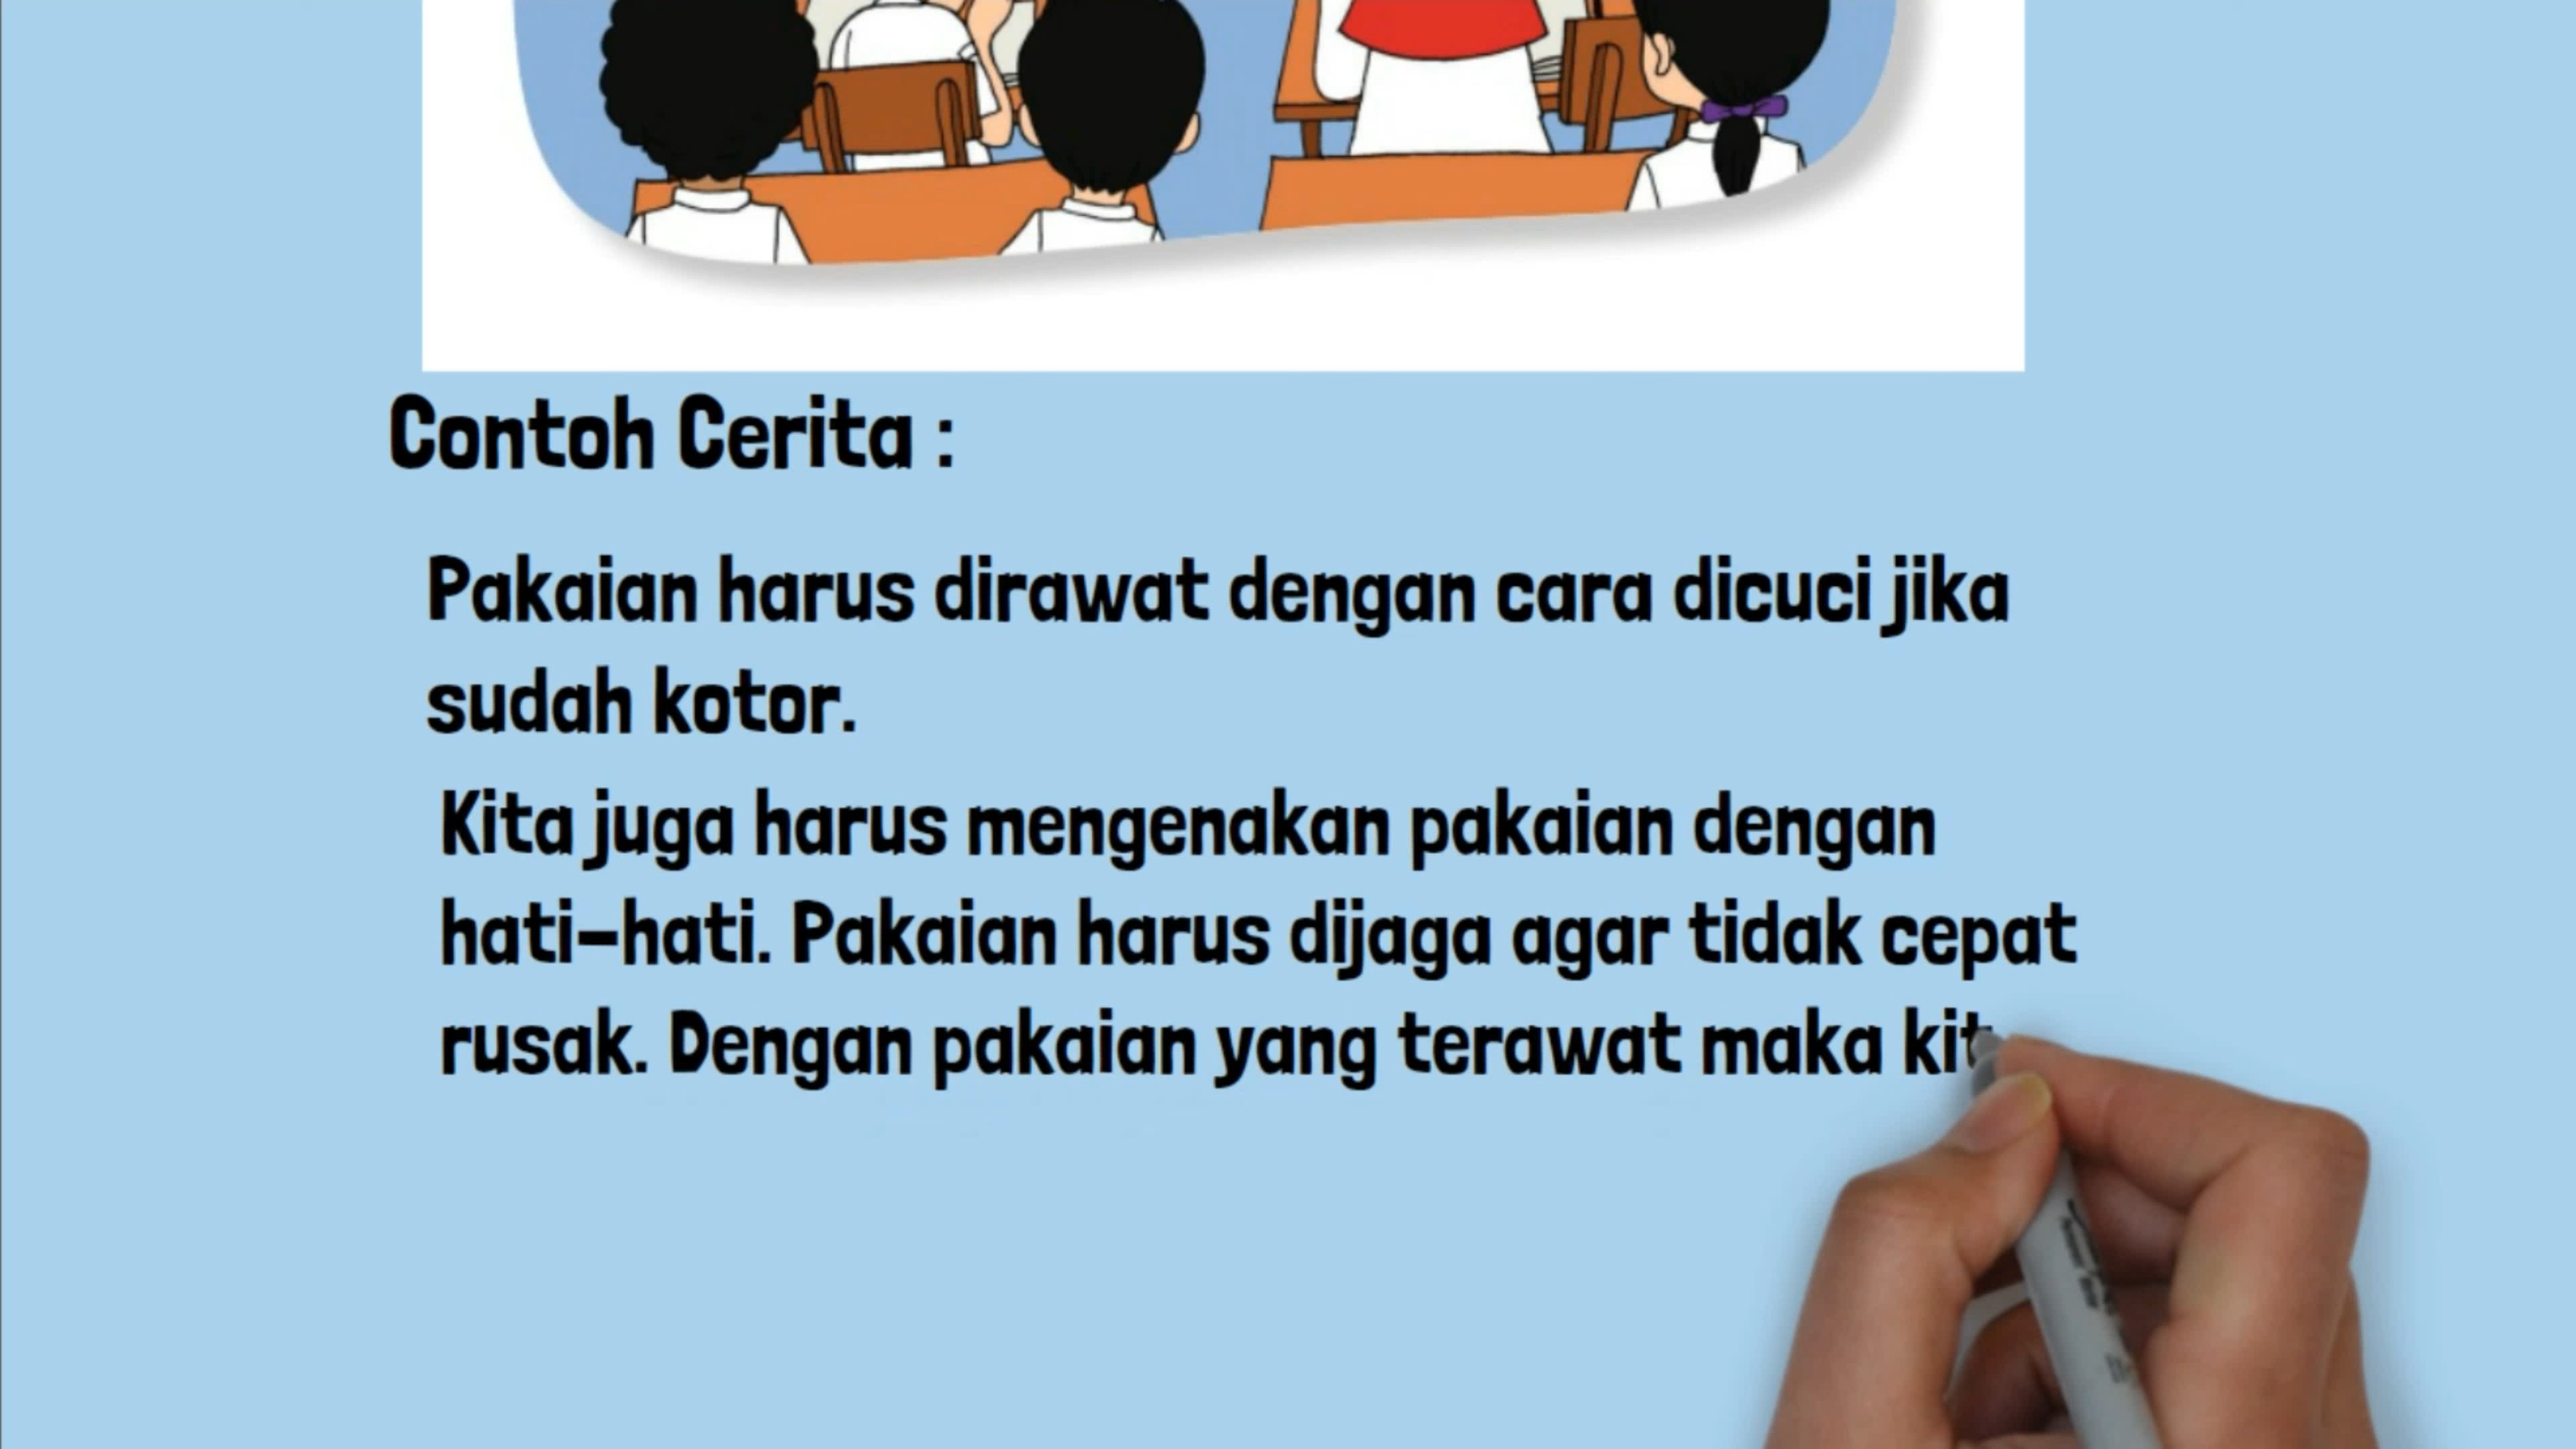 Contoh Cerita :
Pakaian harus dirawat dengan cara dicuci jika
sudah kotor.
Kita juga harus mengenakan pakaian dengan
hati-hati. Pakaian harus dijaga agar tidak cepat
rusak. Dengan pakaian yang terawat maka kit